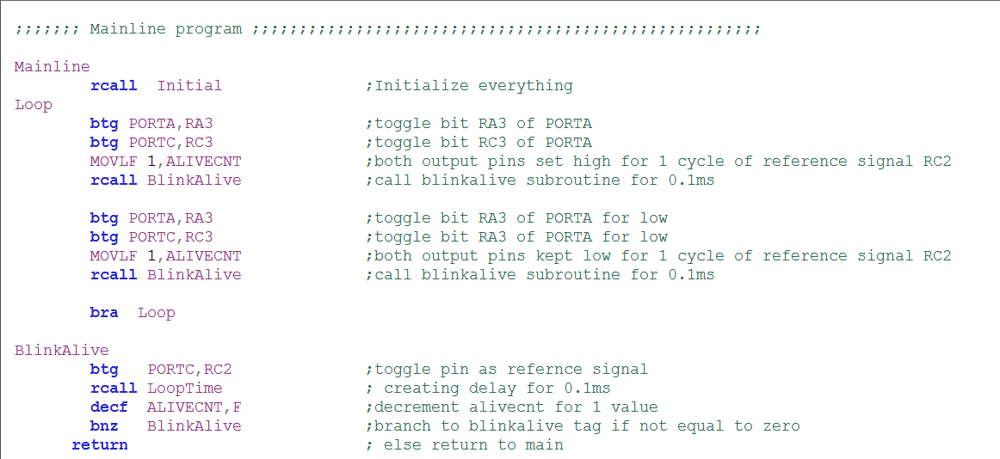 ;;;;;;; Mainline program ;;;;;;;;;;;;;;;;;;;;;;;;;;;;;;;;;;;;;;;;;;;;;;;;;;;;;;
Mainline
rcall Initial ;Initialize everything
Loop
btg PORTA,RA3 ;toggle bit RA3 of PORTA
btg PORTC,RC3 ;toggle bit RC3 of PORTA
MOVLF 1,ALIVECNT ;both output pins set high for 1 cycle of reference signal RC2
rcall BlinkAlive ;call blinkalive subroutine for 0.1ms
btg PORTA,RA3 ;toggle bit RA3 of PORTA for low
btg PORTC,RC3 ;toggle bit RA3 of PORTA for low
MOVLF 1,ALIVECNT ;both output pins kept low for 1 cycle of reference signal RC2
rcall BlinkAlive ;call blinkalive subroutine for 0.1ms
bra Loop
BlinkAlive
btg PORTC,RC2 ;toggle pin as refernce signal
rcall LoopTime ; creating delay for 0.1ms
decf ALIVECNT,F ;decrement alivecnt for 1 value
bnz BlinkAlive ;branch to blinkalive tag if not equal to zero
return ; else return to main